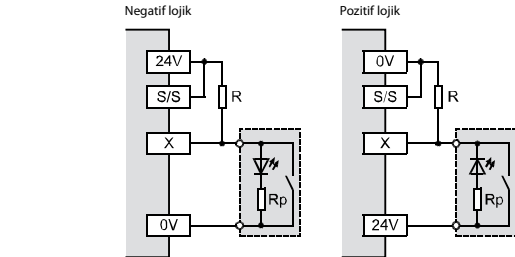 Negatif lojik
24V
S/S
R
X
Rp
0V
Pozitif lojik
0V
S/S
R
X
Rp
24V